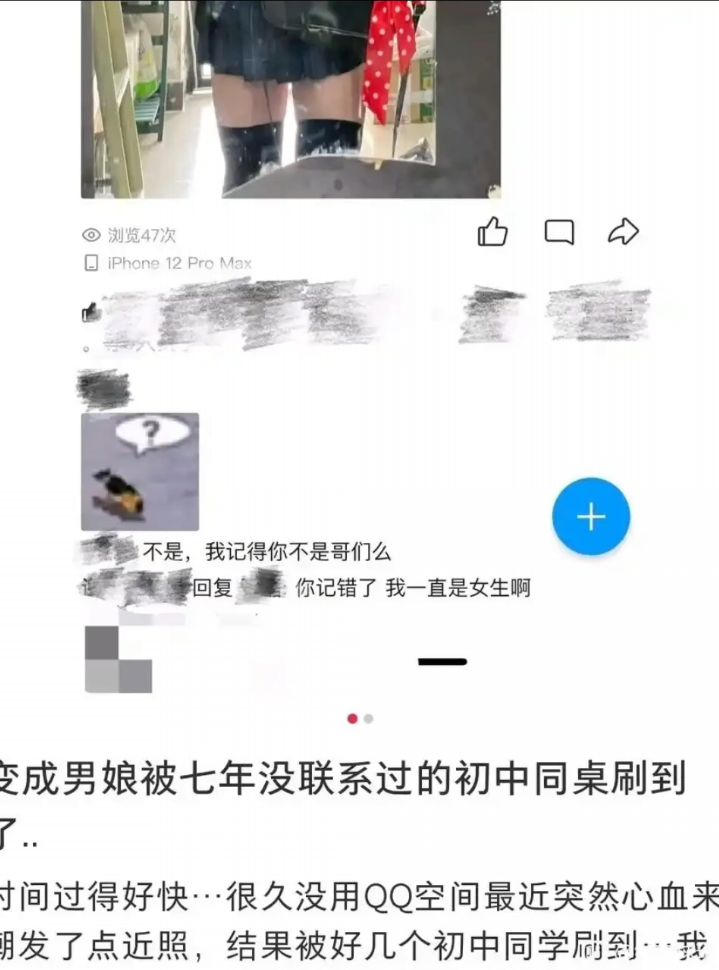 浏览47次
iPhone 12 Pro Max
?
不是，我记得你不是哥们么
回复 你记错了 我一直是女生啊
变成男娘被七年没联系过的初中同桌刷到
了..
时间过得好快…很久没用QQ空间最近突然心血来
潮发了点近照，结果被好几个初中同学刷到